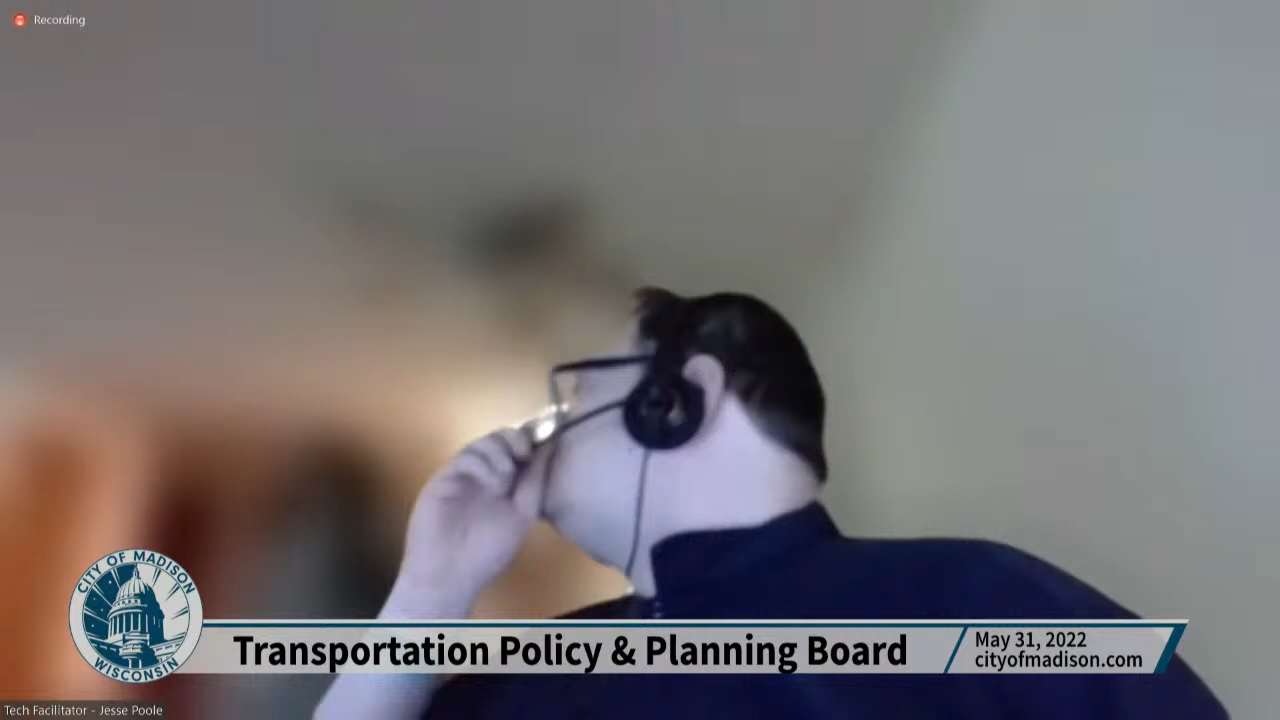 Recording
CITY OF MADISON
WISCONSIN
Transportation Policy & Planning Board
May 31, 2022
cityofmadison.com
Tech Facilitator - Jesse Poole